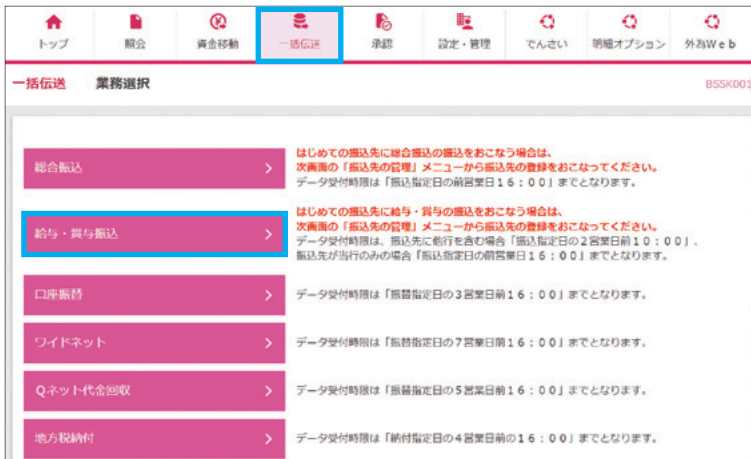 トップ
照会
資金移動
一括伝送
承認
設定・管理
でんさい
明細オプション
外為Web
一括伝送 業務選択 BSSK001
総合振込
はじめての振込先に総合振込の振込をおこなう場合は、
次画面の「振込先の管理」メニューから振込先の登録をおこなってください。
データ受付時限は「振込指定日の前営業日16：00」までとなります。
給与・賞与振込
はじめての振込先に給与・賞与の振込をおこなう場合は、
次画面の「振込先の管理」メニューから振込先の登録をおこなってください。
データ受付時限は、振込先に他行を含む場合「振込指定日の2営業日前10：00」、
振込先が当行のみの場合「振込指定日の前営業日16：00」までとなります。
口座振替
データ受付時限は「振替指定日の3営業日前16：00」までとなります。
ワイドネット
データ受付時限は「振替指定日の7営業日前16：00」までとなります。
Qネット代金回収
データ受付時限は「振替指定日の5営業日前16：00」までとなります。
地方税納付
データ受付時限は「納付指定日の4営業日前の16：00」までとなります。